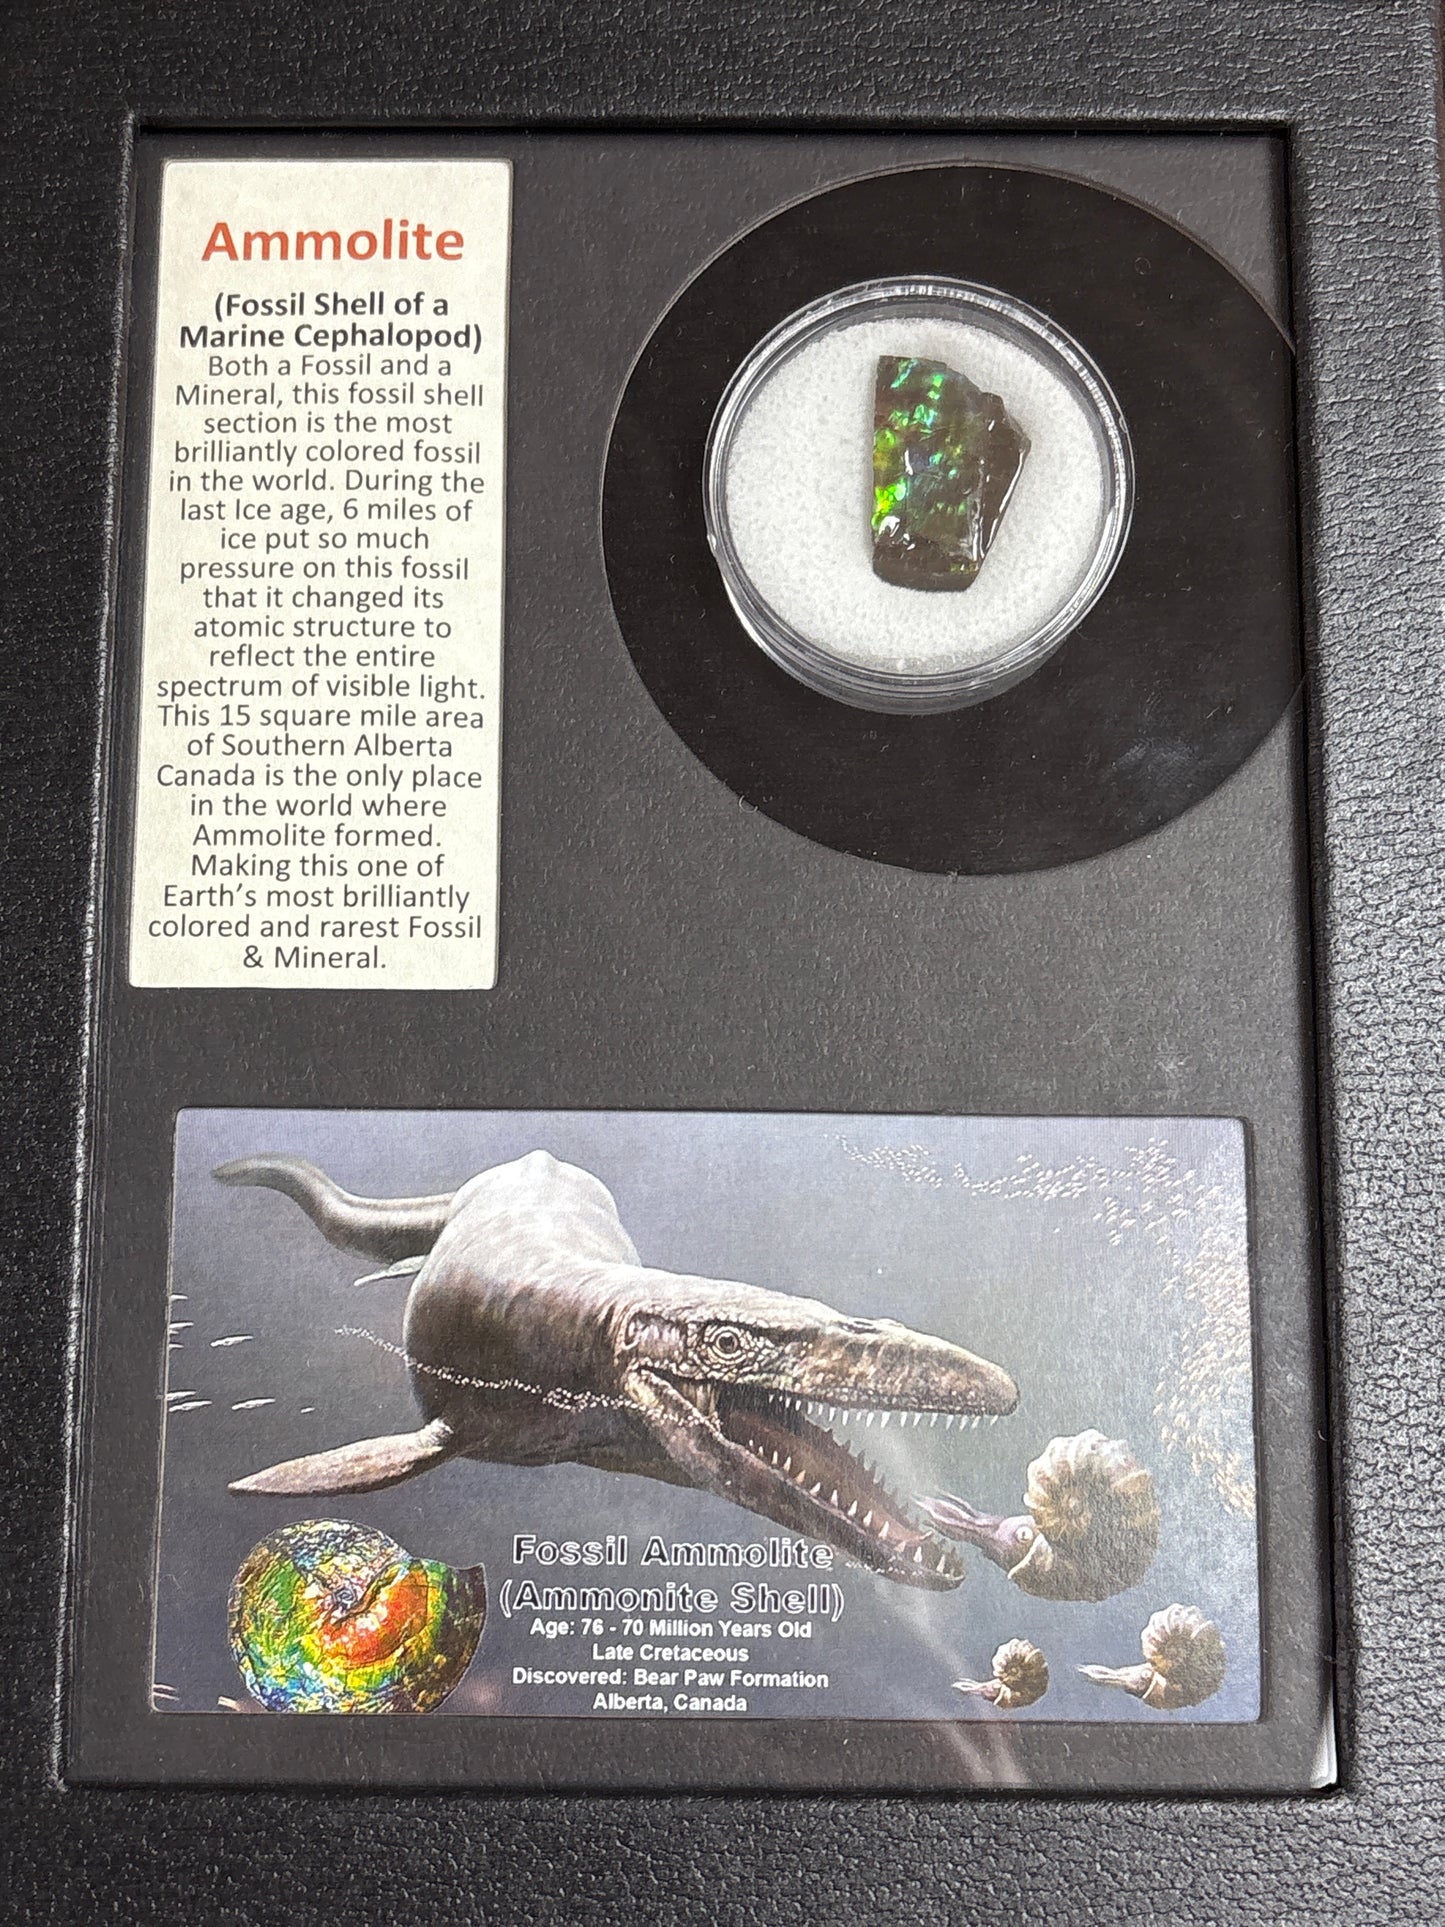 Ammolite
(Fossil Shell of a
Marine Cephalopod)
Both a Fossil and a
Mineral, this fossil shell
section is the most
brilliantly colored fossil
in the world. During the
last Ice age, 6 miles of
ice put so much
pressure on this fossil
that it changed its
atomic structure to
reflect the entire
spectrum of visible light.
This 15 square mile area
of Southern Alberta
Canada is the only place
in the world where
Ammolite formed.
Making this one of
Earth’s most brilliantly
colored and rarest Fossil
& Mineral.
Fossil Ammolite
(Ammonite Shell)
Age: 76 - 70 Million Years Old
Late Cretaceous
Discovered: Bear Paw Formation
Alberta, Canada